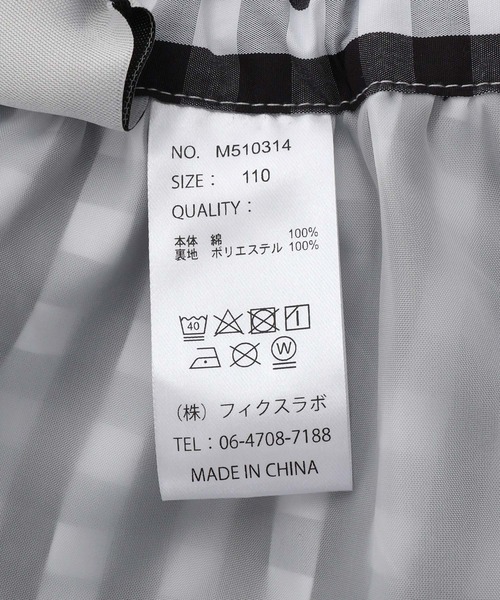 NO. M510314
SIZE： 110
QUALITY：
本体 綿 100%
裏地 ポリエステル 100%
40
W
（株）フィクスラボ
TEL：06-4708-7188
MADE IN CHINA